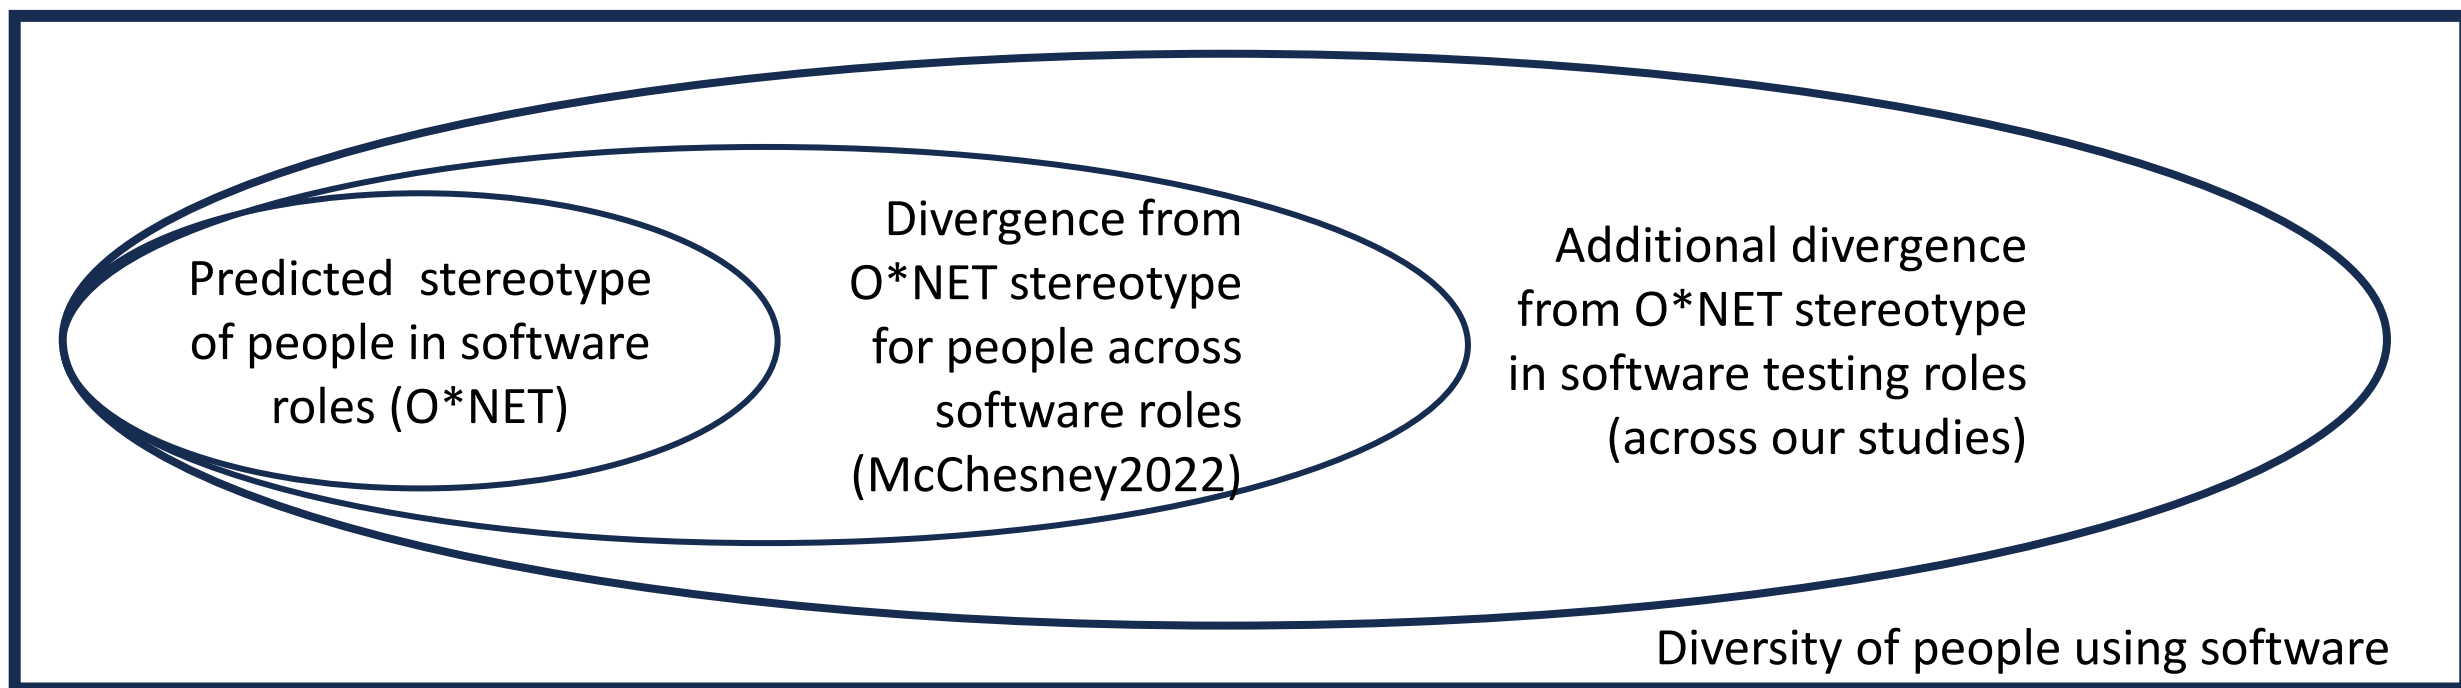 Predicted  stereotype
of people in software
roles (O*NET)
Divergence from
O*NET stereotype
for people across
software roles
(McChesney2022)
Additional divergence
from O*NET stereotype
in software testing roles
(across our studies)
Diversity of people using software